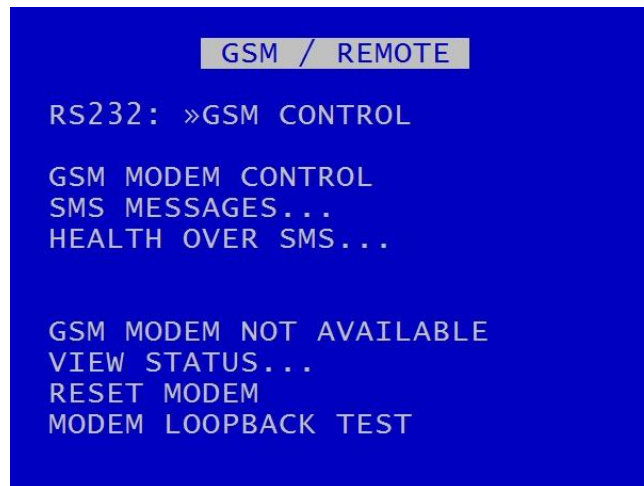 GSM / REMOTE
RS232: »GSM CONTROL
GSM MODEM CONTROL
SMS MESSAGES...
HEALTH OVER SMS...
GSM MODEM NOT AVAILABLE
VIEW STATUS...
RESET MODEM
MODEM LOOPBACK TEST